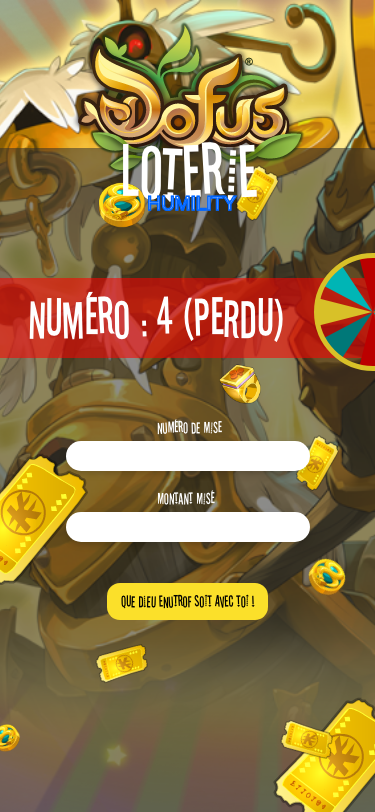 Dofus®
LOTERIE
HUMILITY
NUMÉRO : 4 (PERDU)
NUMÉRO DE MISE
MONTANT MISÉ
QUE DIEU ENUTROF SOIT AVEC TOI !